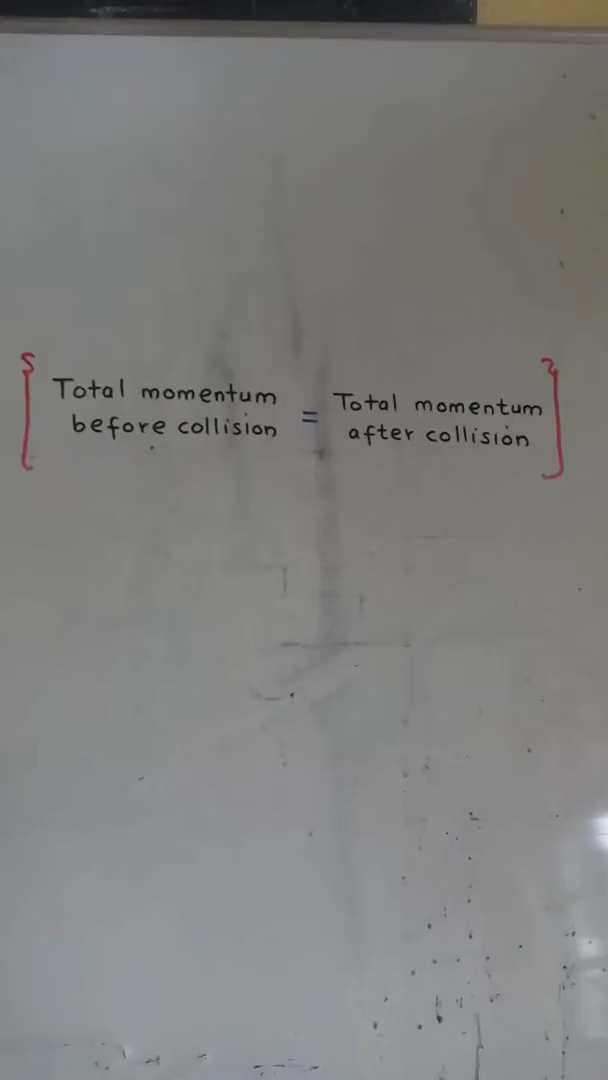 Total momentum
before collision
=
Total momentum
after collision